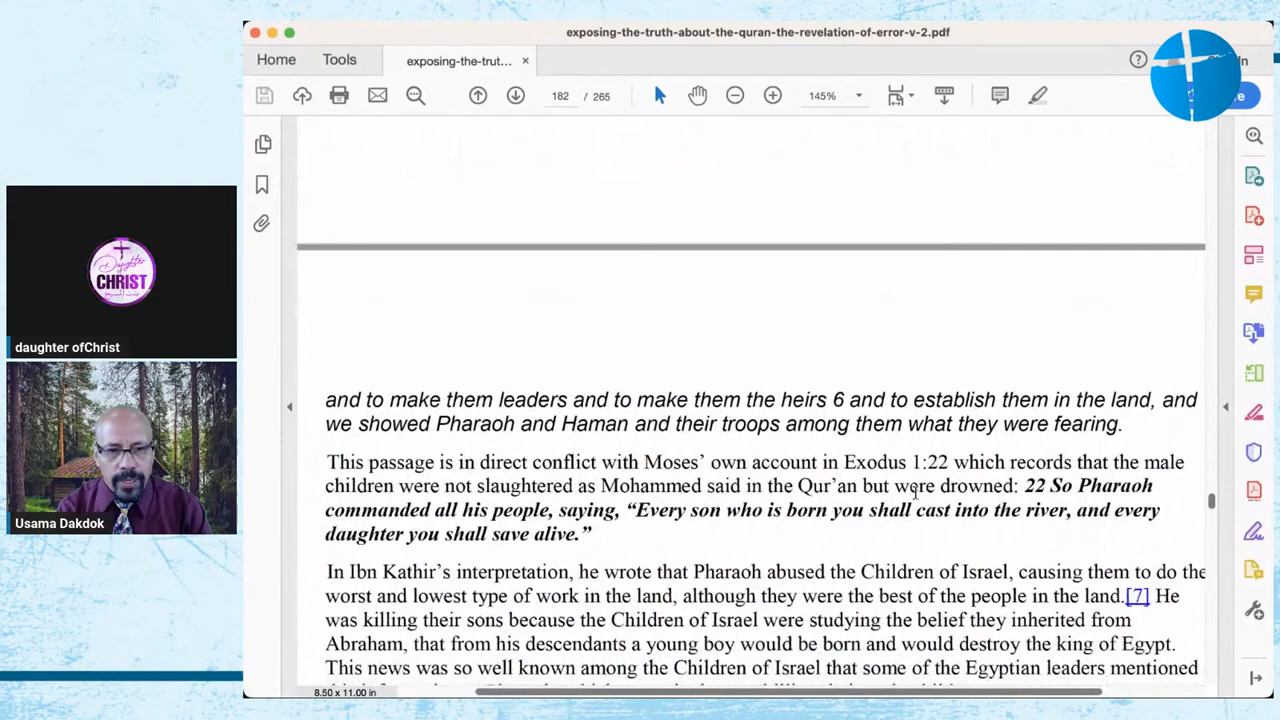 exposing-the-truth-about-the-quran-the-revelation-of-error-v-2.pdf
Home
Tools
exposing-the-trut...
182 / 265
145%
In
and to make them leaders and to make them the heirs 6 and to establish them in the land, and
we showed Pharaoh and Haman and their troops among them what they were fearing.
This passage is in direct conflict with Moses’ own account in Exodus 1:22 which records that the male
children were not slaughtered as Mohammed said in the Qur’an but were drowned: 22 So Pharaoh
commanded all his people, saying, “Every son who is born you shall cast into the river, and every
daughter you shall save alive.”
In Ibn Kathir’s interpretation, he wrote that Pharaoh abused the Children of Israel, causing them to do the
worst and lowest type of work in the land, although they were the best of the people in the land.[7] He
was killing their sons because the Children of Israel were studying the belief they inherited from
Abraham, that from his descendants a young boy would be born and would destroy the king of Egypt.
This news was so well known among the Children of Israel that some of the Egyptian leaders mentioned
8.50 x 11.00 in
Daughter
of
CHRIST
بنت المسيح
daughter ofChrist
Usama Dakdok